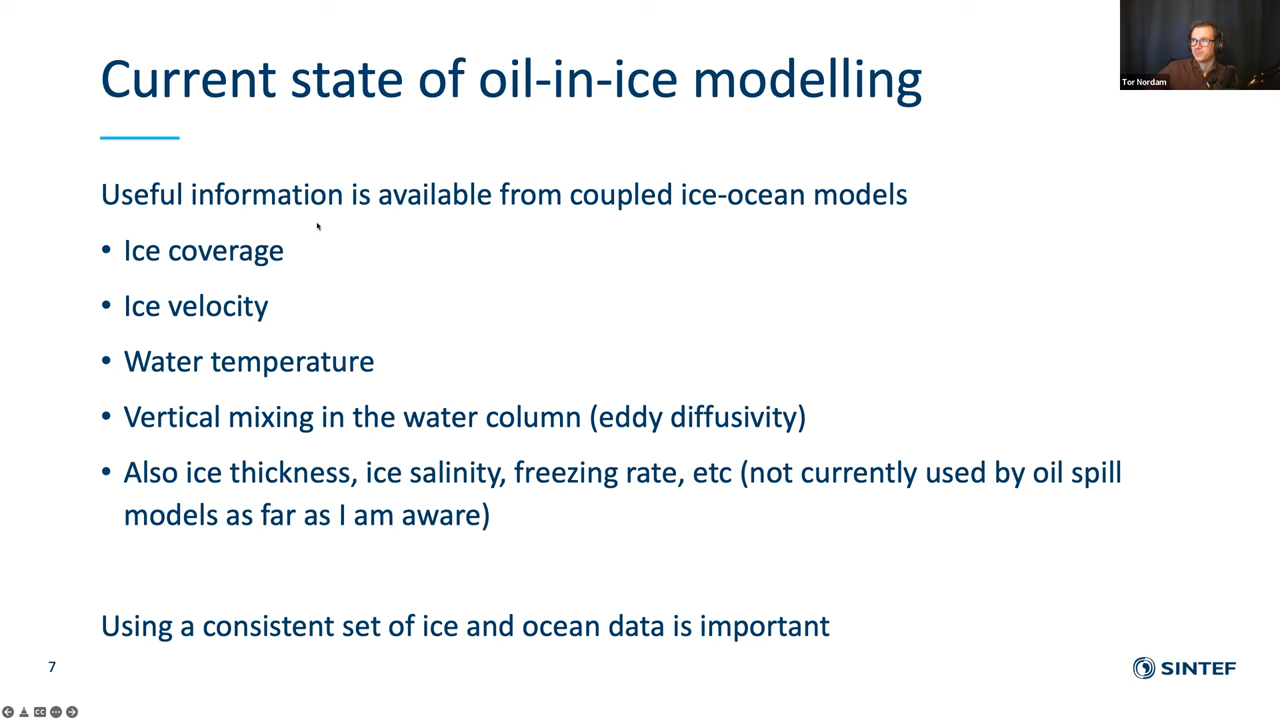 Current state of oil-in-ice modelling
Tor Nordam
Useful information is available from coupled ice-ocean models
• Ice coverage
• Ice velocity
• Water temperature
• Vertical mixing in the water column (eddy diffusivity)
• Also ice thickness, ice salinity, freezing rate, etc (not currently used by oil spill
models as far as I am aware)
Using a consistent set of ice and ocean data is important
7
SINTEF
CC